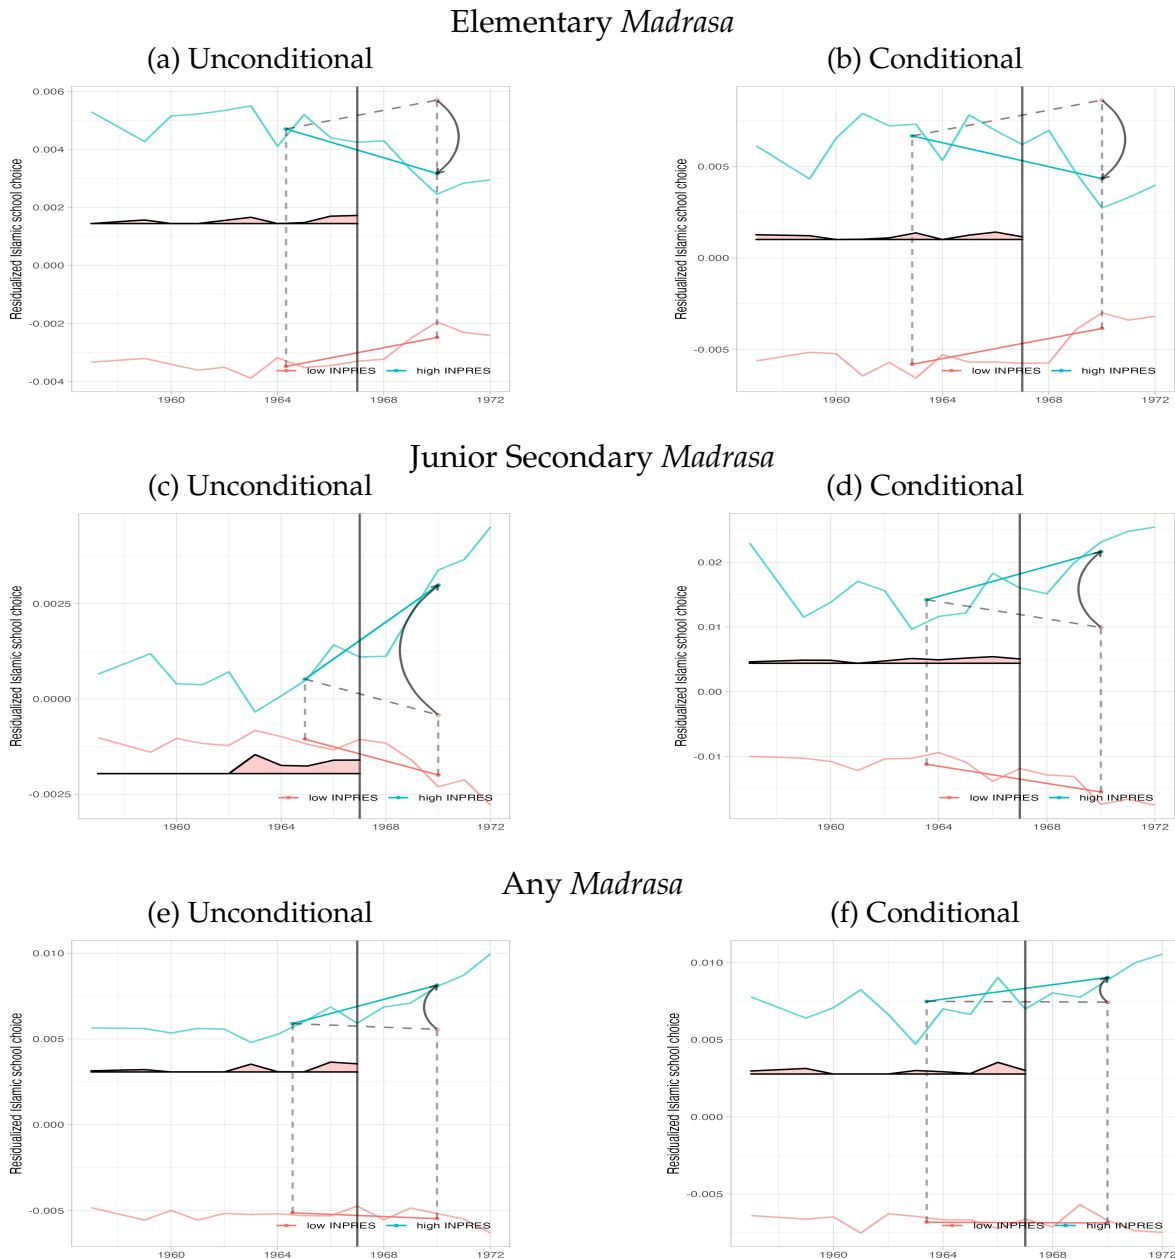 Elementary Madrasa
(a) Unconditional
(b) Conditional
Residualized Islamic school choice
0.006
0.004
0.002
0.000
-0.002
-0.004
low INPRES high INPRES
1960 1964 1968 1972
Residualized Islamic school choice
0.005
0.000
-0.005
low INPRES high INPRES
1960 1964 1968 1972
Junior Secondary Madrasa
(c) Unconditional
(d) Conditional
Residualized Islamic school choice
0.0025
0.0000
-0.0025
low INPRES high INPRES
1960 1964 1968 1972
Residualized Islamic school choice
0.02
0.01
0.00
-0.01
low INPRES high INPRES
1960 1964 1968 1972
Any Madrasa
(e) Unconditional
(f) Conditional
Residualized Islamic school choice
0.010
0.005
0.000
-0.005
low INPRES high INPRES
1960 1964 1968 1972
Residualized Islamic school choice
0.010
0.005
0.000
-0.005
low INPRES high INPRES
1960 1964 1968 1972